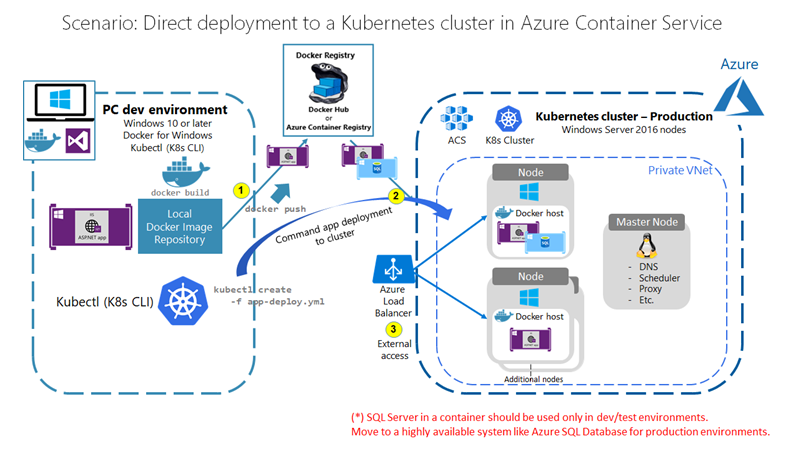 Scenario: Direct deployment to a Kubernetes cluster in Azure Container Service
Azure
Docker Registry
Docker Hub
or
Azure Container Registry
PC dev environment
Windows 10 or later
Docker for Windows
Kubectl (K8s CLI)
docker build
Local
Docker Image
Repository
ASP.NET app
1
docker push
2
Command app deployment
to cluster
Kubectl (K8s CLI)
kubectl create
-f app-deploy.yml
Kubernetes cluster – Production
Windows Server 2016 nodes
ACS
K8s Cluster
Private VNet
Node
Docker host
Master Node
- DNS
- Scheduler
- Proxy
- Etc.
Azure
Load
Balancer
3
External
access
Node
Docker host
Additional nodes
(*) SQL Server in a container should be used only in dev/test environments.
Move to a highly available system like Azure SQL Database for production environments.